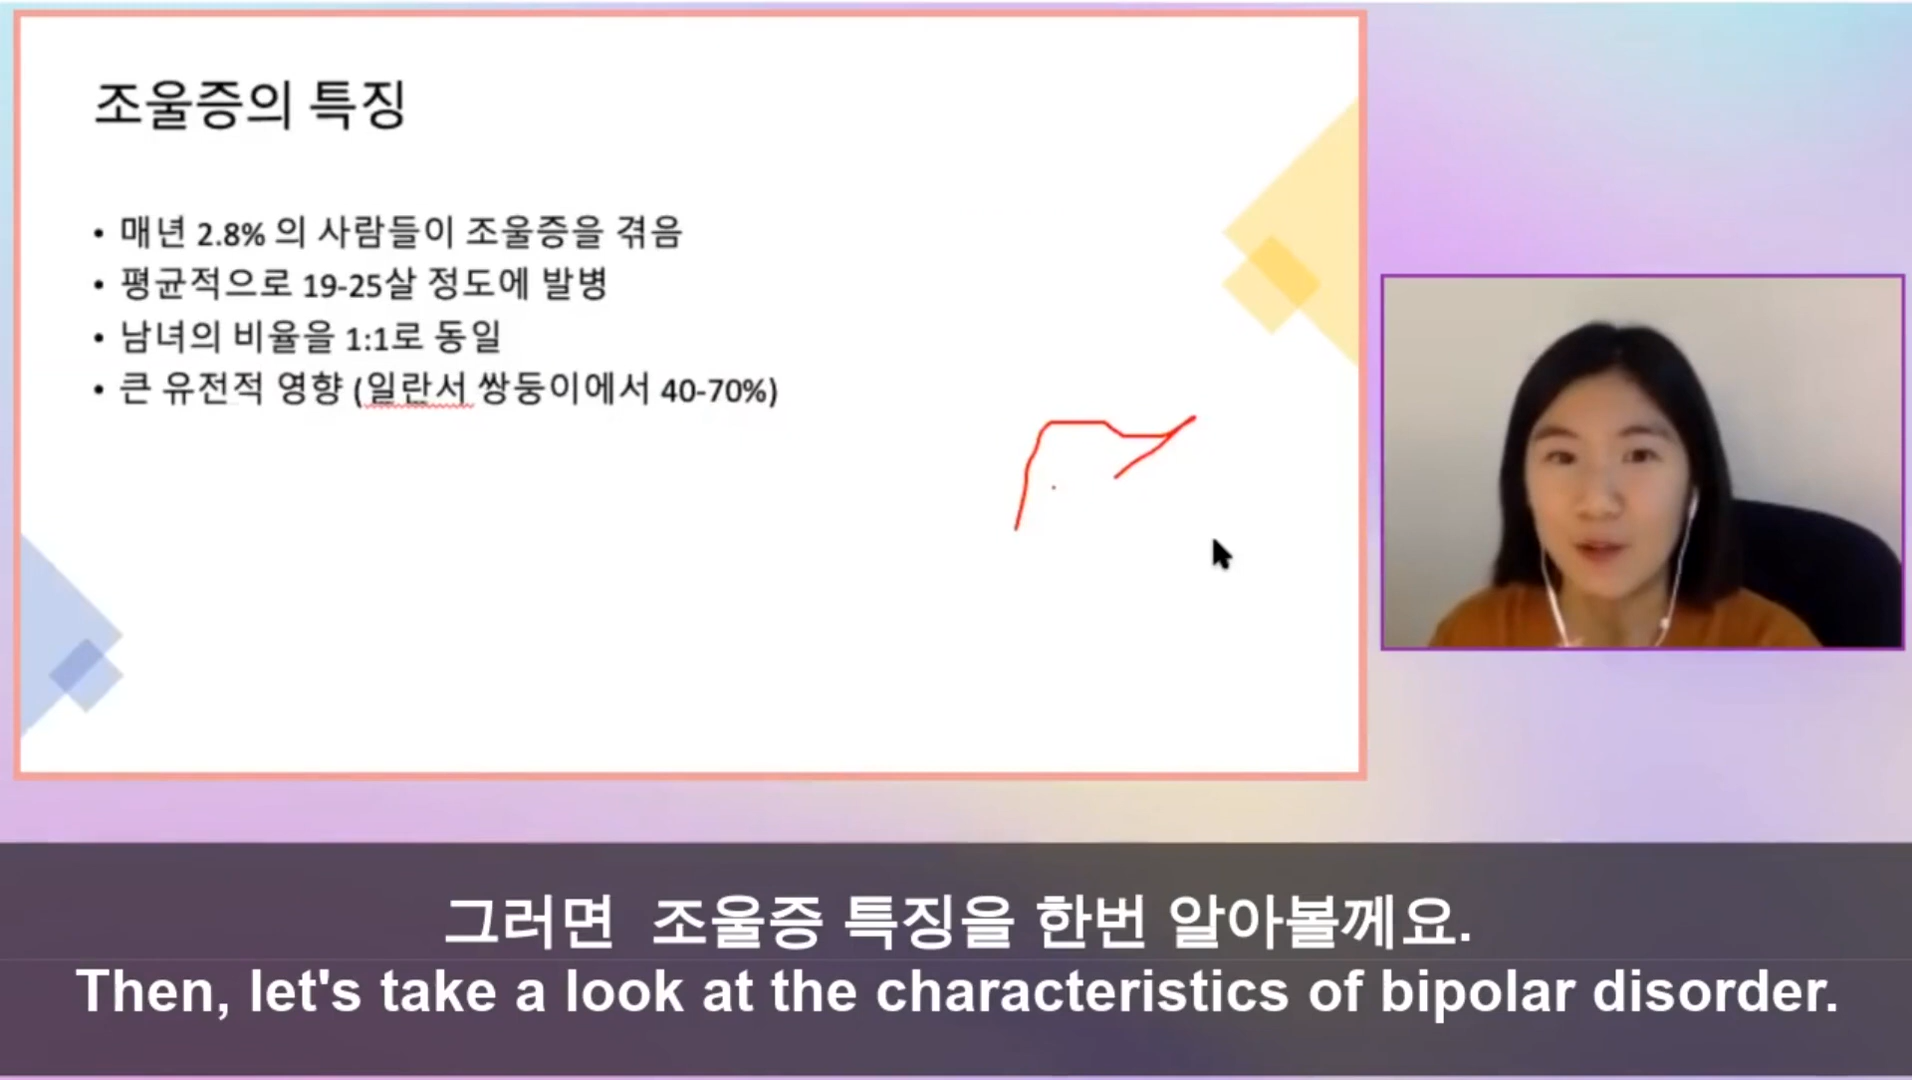 조울증의 특징
• 매년 2.8% 의 사람들이 조울증을 겪음
• 평균적으로 19-25살 정도에 발병
• 남녀의 비율을 1:1로 동일
• 큰 유전적 영향 (일란서 쌍둥이에서 40-70%)
그러면 조울증 특징을 한번 알아볼께요.
Then, let's take a look at the characteristics of bipolar disorder.